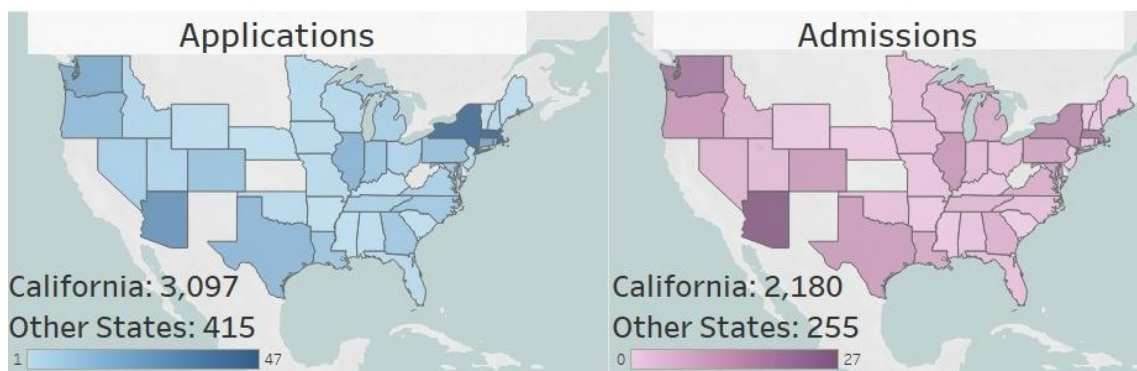 Applications
California: 3,097
Other States: 415
1 47
Admissions
California: 2,180
Other States: 255
0 27